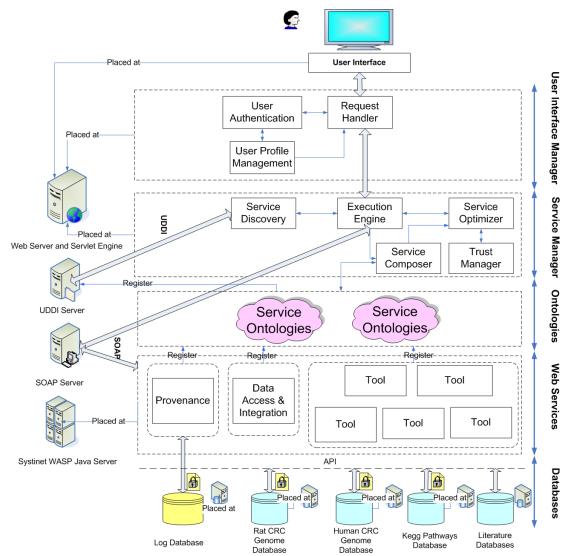 User Interface
Placed at
User
Authentication
Request
Handler
User Profile
Management
Placed at
User Interface Manager
Web Server and Servlet Engine
Placed at
UDDI
Service
Discovery
Execution
Engine
Service
Optimizer
Service
Composer
Trust
Manager
Service Manager
UDDI Server
Register
Service
Ontologies
Service
Ontologies
Ontologies
SOAP Server
SOAP
Register
Register
Register
Provenance
Data
Access &
Integration
Tool
Tool
Tool
Tool
Tool
Web Services
Placed at
Systinet WASP Java Server
API
Placed at
Placed at
Placed at
Placed at
Placed at
Log Database
Rat CRC
Genome
Database
Human CRC
Genome
Database
Kegg Pathways
Database
Literature
Databases
Databases